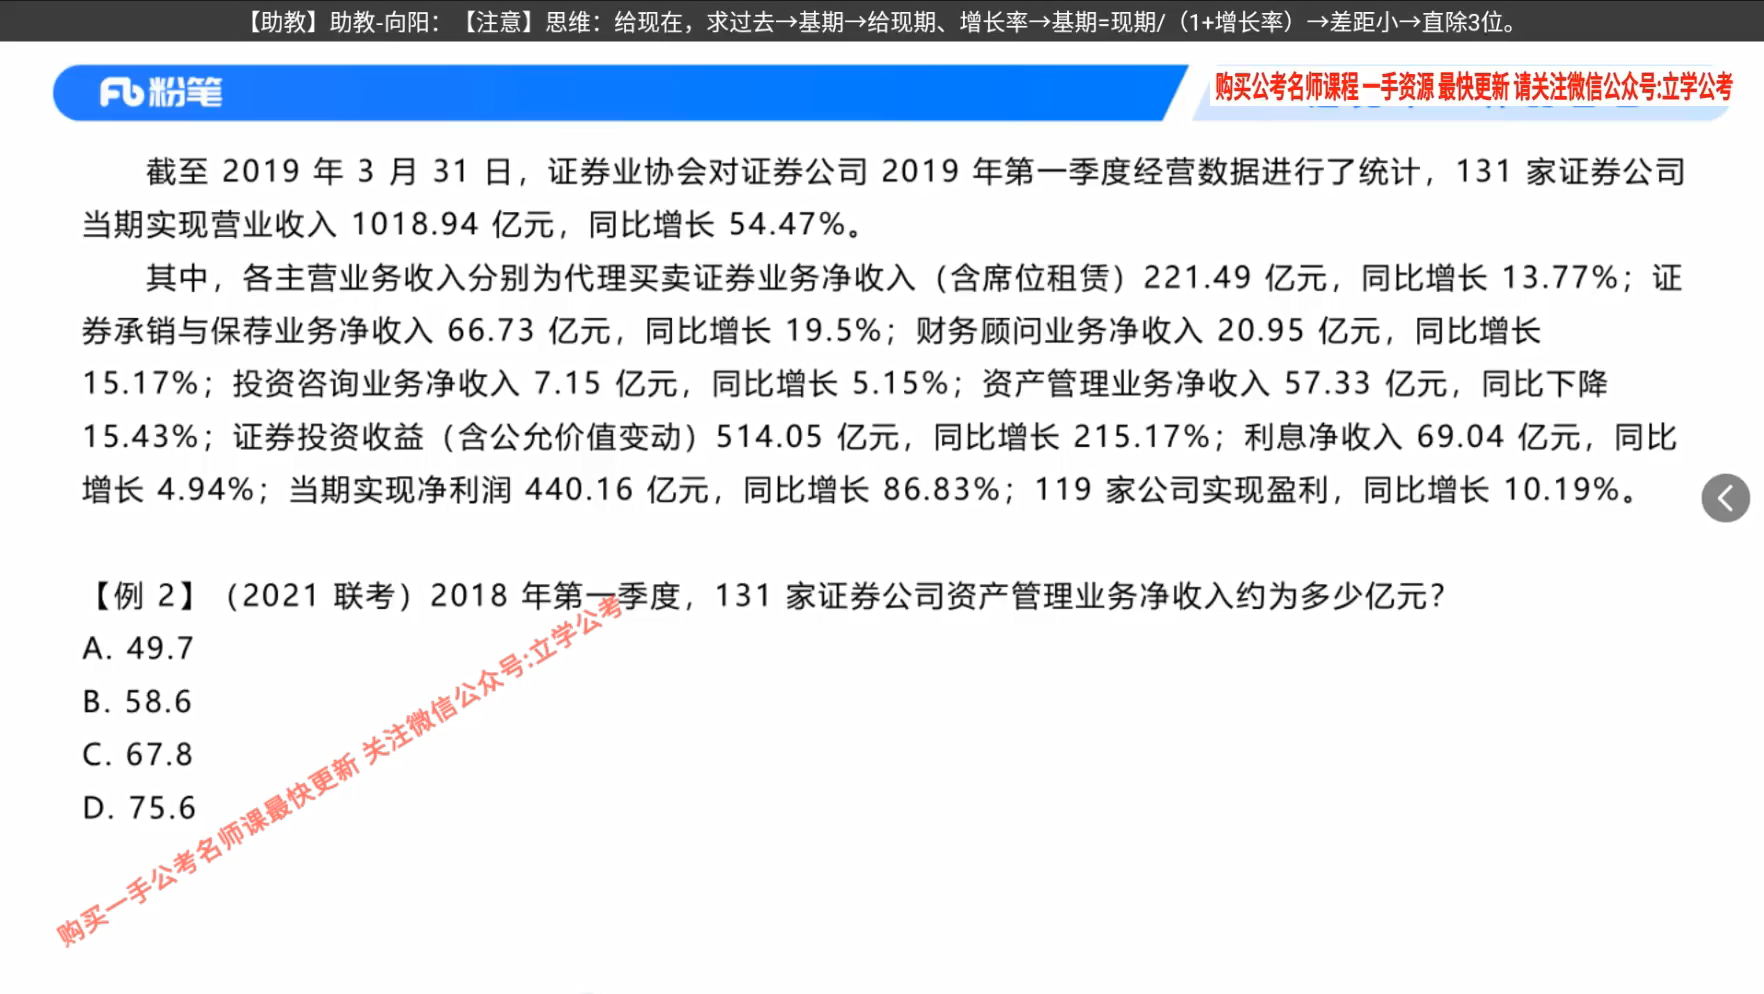 【助教】助教-向阳：【注意】思维：给现在，求过去→基期→给现期、增长率→基期=现期/（1+增长率）→差距小→直除3位。
粉笔
购买公考名师课程 一手资源 最快更新 请关注微信公众号:立学公考
截至 2019 年 3 月 31 日，证券业协会对证券公司 2019 年第一季度经营数据进行了统计，131 家证券公司
当期实现营业收入 1018.94 亿元，同比增长 54.47%。
其中，各主营业务收入分别为代理买卖证券业务净收入（含席位租赁）221.49 亿元，同比增长 13.77%；证
券承销与保荐业务净收入 66.73 亿元，同比增长 19.5%；财务顾问业务净收入 20.95 亿元，同比增长
15.17%；投资咨询业务净收入 7.15 亿元，同比增长 5.15%；资产管理业务净收入 57.33 亿元，同比下降
15.43%；证券投资收益（含公允价值变动）514.05 亿元，同比增长 215.17%；利息净收入 69.04 亿元，同比
增长 4.94%；当期实现净利润 440.16 亿元，同比增长 86.83%；119 家公司实现盈利，同比增长 10.19%。
【例 2】（2021 联考）2018 年第一季度，131 家证券公司资产管理业务净收入约为多少亿元？
A. 49.7
B. 58.6
C. 67.8
D. 75.6
购买一手公考名师课最快更新 关注微信公众号:立学公考